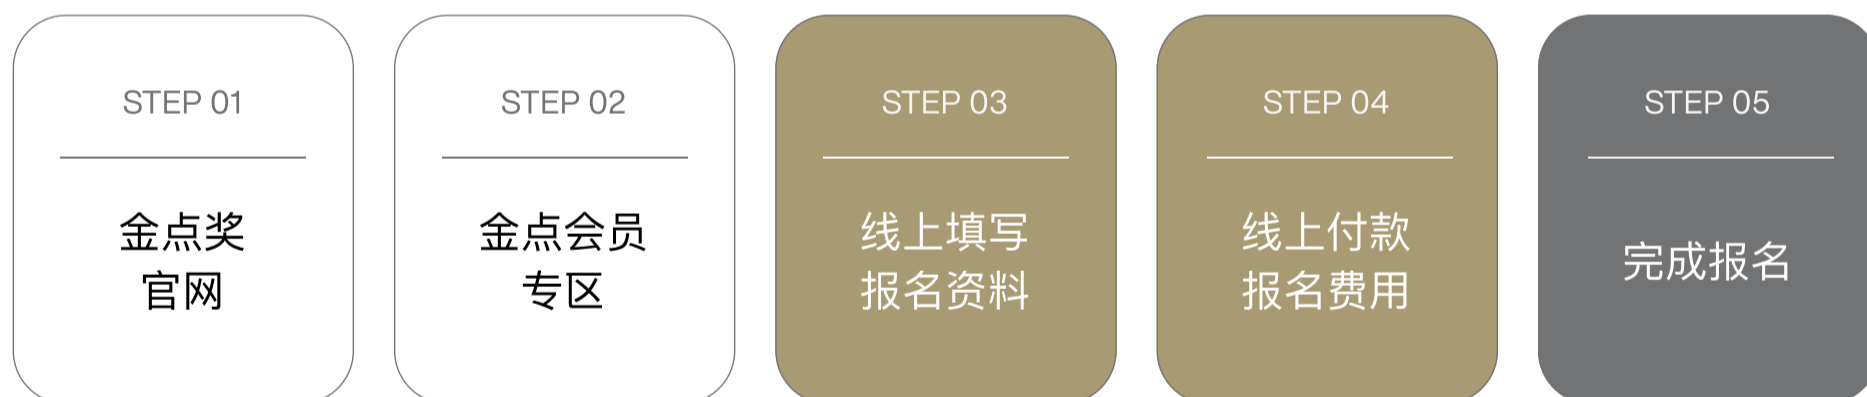 STEP 01
金点奖
官网
STEP 02
金点会员
专区
STEP 03
线上填写
报名资料
STEP 04
线上付款
报名费用
STEP 05
完成报名